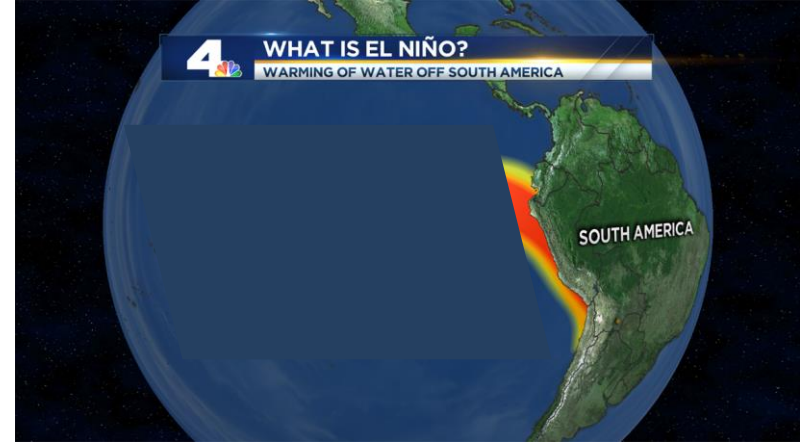 4
WHAT IS EL NIÑO?
WARMING OF WATER OFF SOUTH AMERICA
SOUTH AMERICA